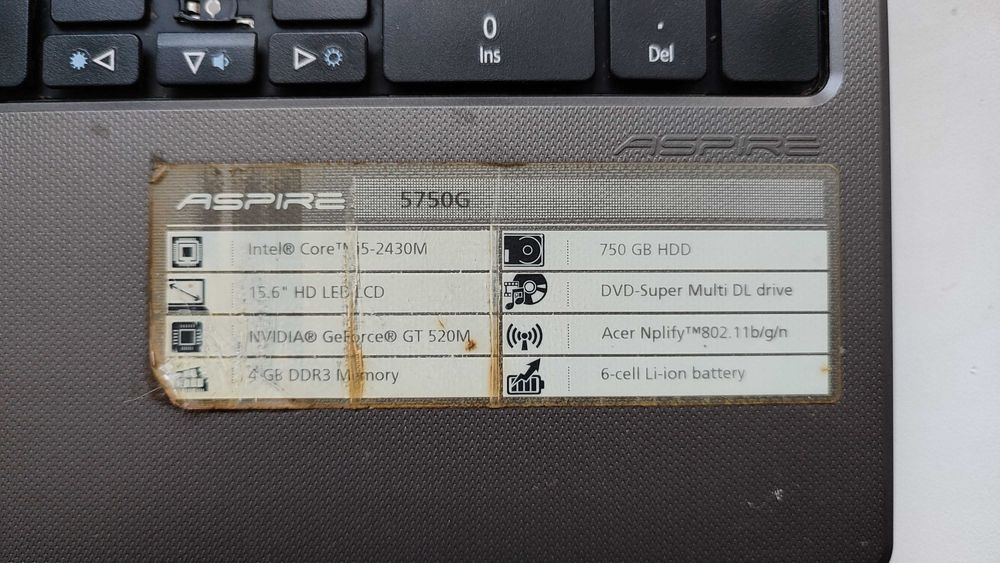 0
Ins
.
Del
ASPIRE
ASPIRE 5750G
Intel® Core™ i5-2430M
750 GB HDD
15.6" HD LED LCD
DVD-Super Multi DL drive
NVIDIA® GeForce® GT 520M
Acer Nplify™802.11b/g/n
4 GB DDR3 Memory
6-cell Li-ion battery